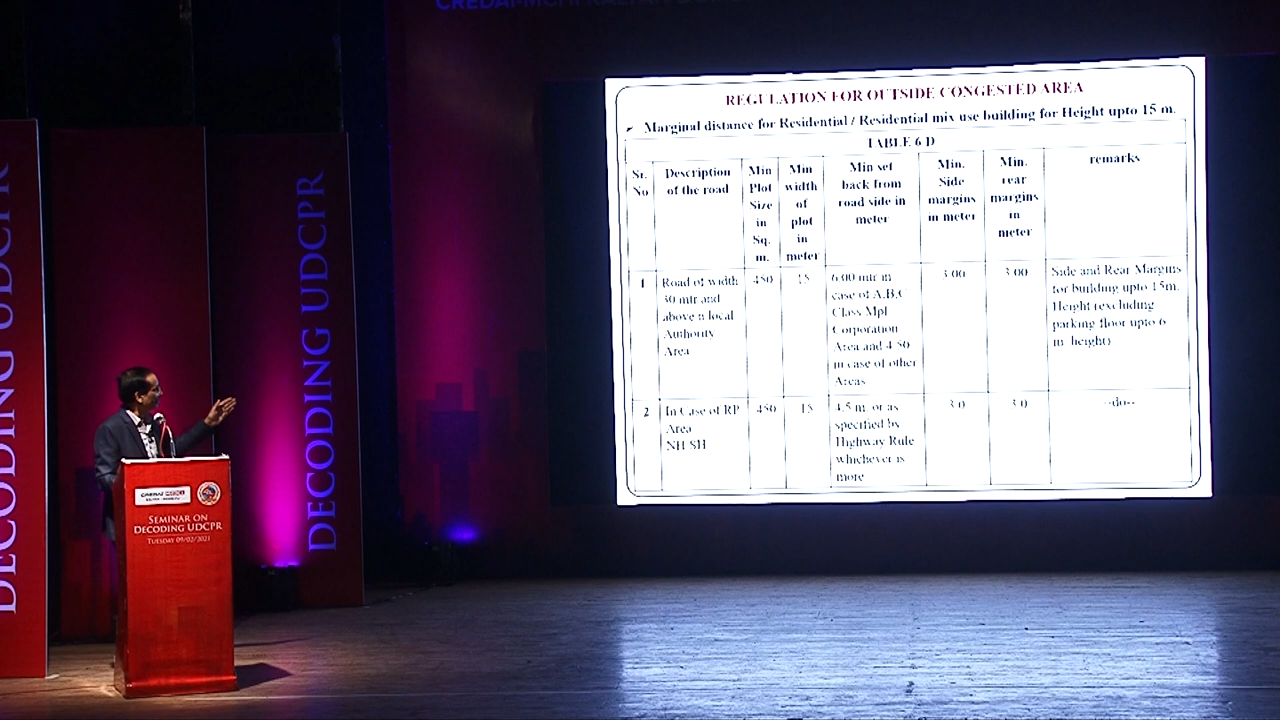 CREDAI-MCHI KALYAN DOMBI
DECODING UDCPR
DECODING UDCPR
CREDAI MCHI
SEMINAR ON
DECODING UDCPR
TUESDAY 09/02/2021
REGULATION FOR OUTSIDE CONGESTED AREA
Marginal distance for Residential / Residential mix use building for Height upto 15 m.
TABLE 6 D
Sr. No
Description of the road
Min Plot Size in Sq. m.
Min width of plot in meter
Min set back from road side in meter
Min. Side margins in meter
Min. rear margins in meter
remarks
1
Road of width
30 mtr and
above n local
Authority
Area
450
15
6.00 mtr in
case of A,B,C
Class Mpl
Corporation
Area and 4.50
in case of other
Areas
3.00
3.00
Side and Rear Margins
for building upto 15m.
Height (excluding
parking floor upto 6
m. height)
2
In Case of RP
Area
NH SH
450
15
4.5 m. or as
specified by
Highway Rule
whichever is
more
3.0
3.0
--do--